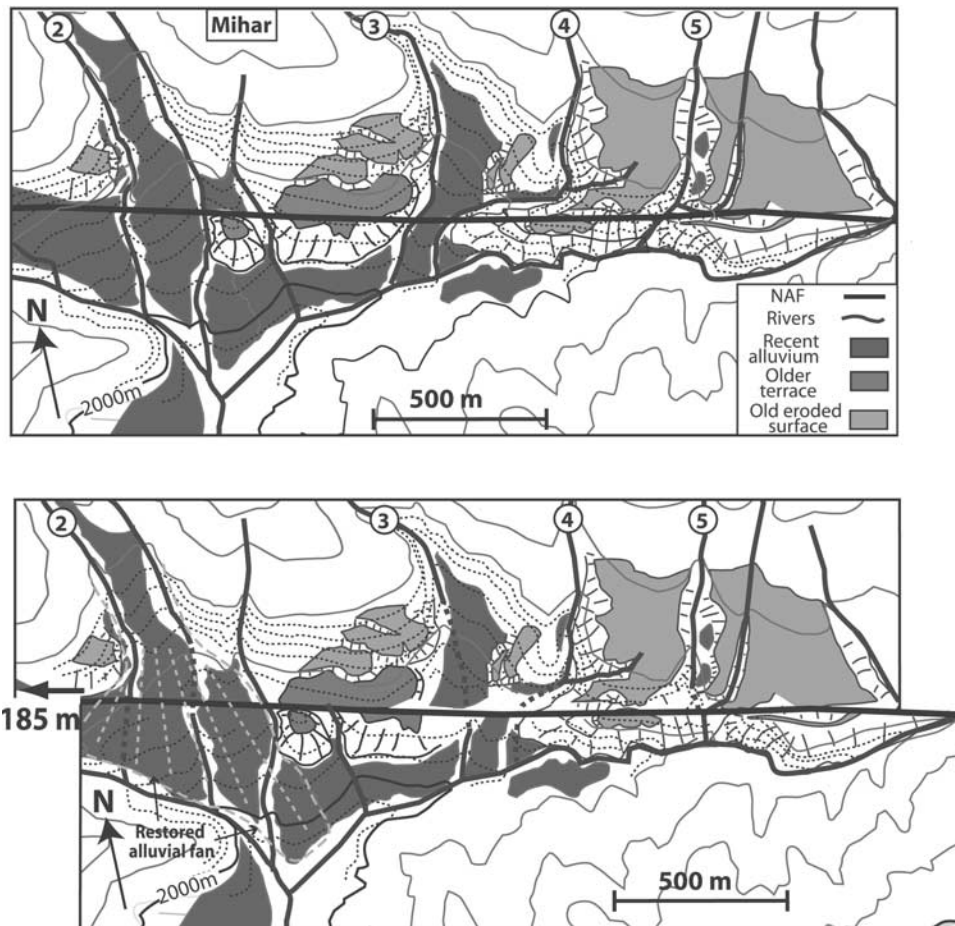 2
Mihar
3
4
5
N
2000m
500 m
NAF
Rivers
Recent
alluvium
Older
terrace
Old eroded
surface
2
3
4
5
185 m
N
Restored
alluvial fan
2000m
500 m